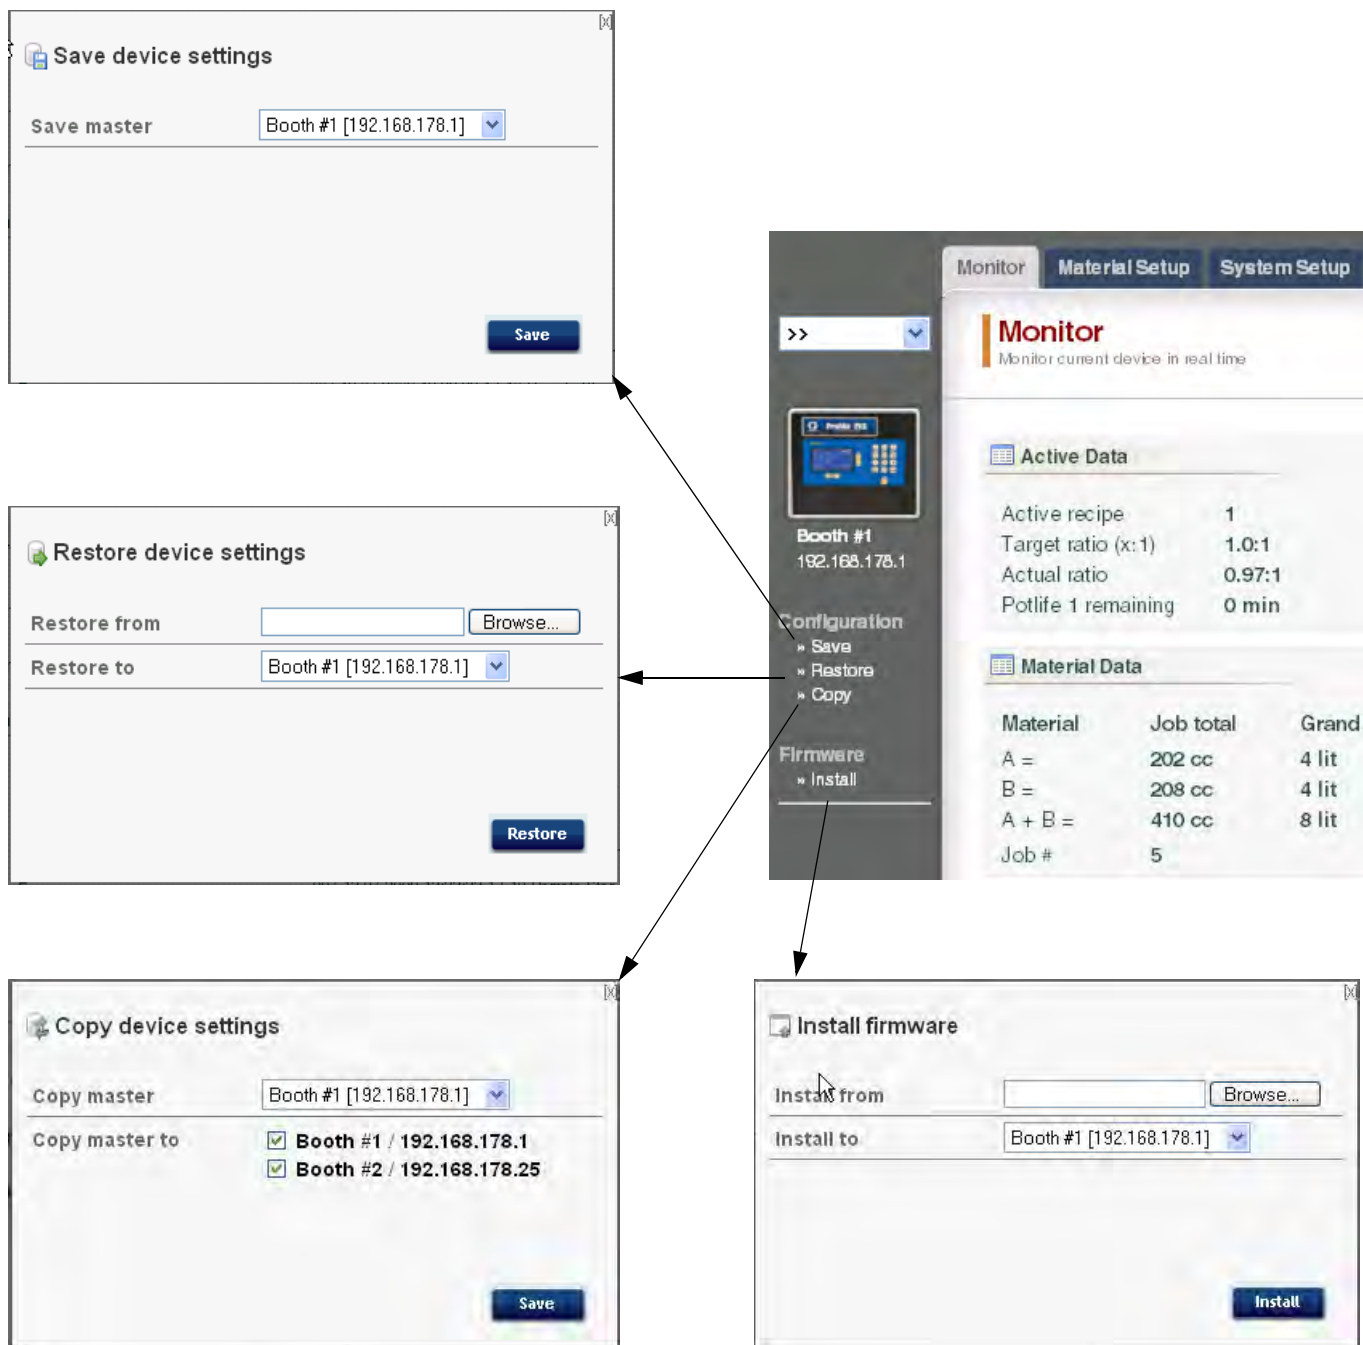 [x]
Save device settings
Save master Booth #1 [192.168.178.1]
Save
[x]
Restore device settings
Restore from Browse...
Restore to Booth #1 [192.168.178.1]
Restore
[x]
Copy device settings
Copy master Booth #1 [192.168.178.1]
Copy master to Booth #1 / 192.168.178.1
Booth #2 / 192.168.178.25
Save
Monitor Material Setup System Setup
>>
Monitor
Monitor current device in real time
Booth #1
192.168.178.1
Configuration
» Save
» Restore
» Copy
Firmware
» Install
Active Data
Active recipe 1
Target ratio (x:1) 1.0:1
Actual ratio 0.97:1
Potlife 1 remaining 0 min
Material Data
Material Job total Grand
A = 202 cc 4 lit
B = 208 cc 4 lit
A + B = 410 cc 8 lit
Job # 5
[x]
Install firmware
Install from Browse...
Install to Booth #1 [192.168.178.1]
Install